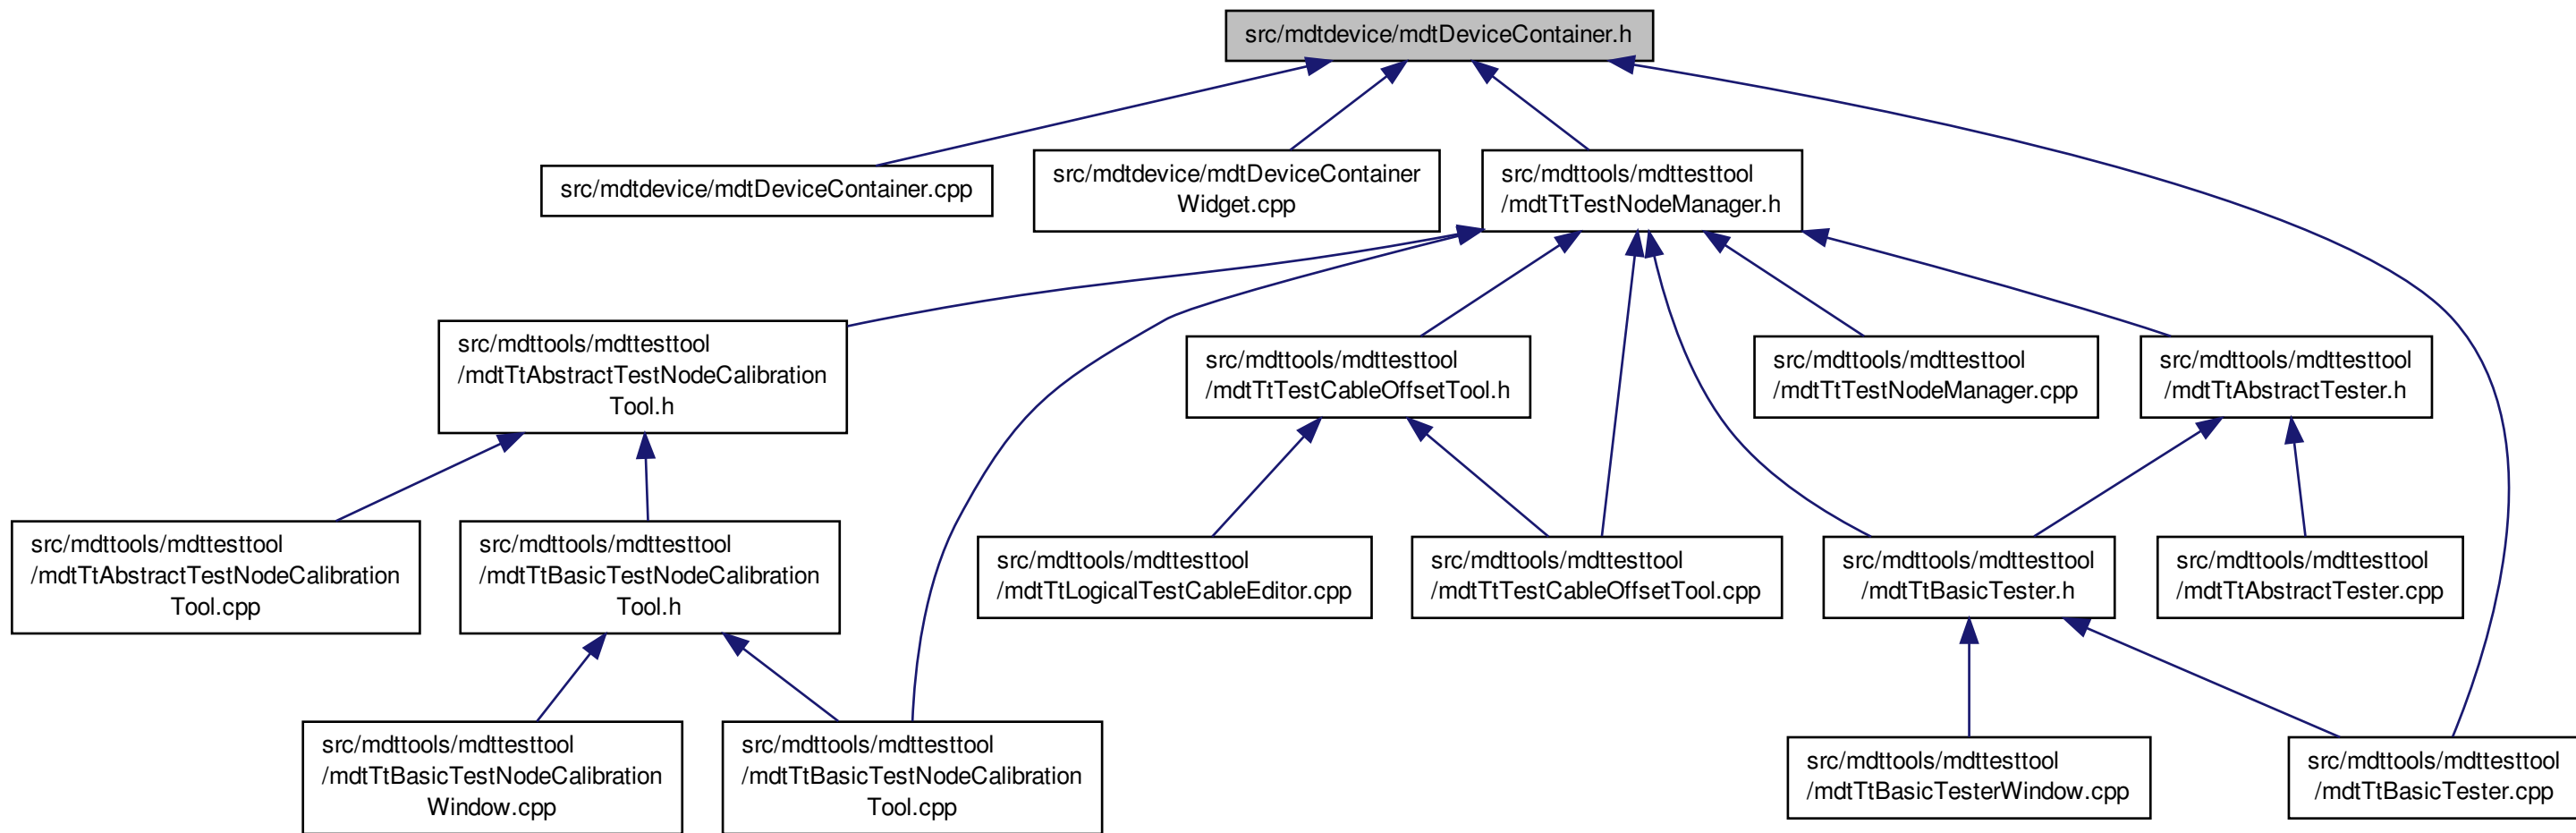 src/mdtdevice/mdtDeviceContainer.h
src/mdtdevice/mdtDeviceContainer.cpp
src/mdtdevice/mdtDeviceContainer
Widget.cpp
src/mdttools/mdttesttool
/mdtTtTestNodeManager.h
src/mdttools/mdttesttool
/mdtTtAbstractTestNodeCalibration
Tool.h
src/mdttools/mdttesttool
/mdtTtTestCableOffsetTool.h
src/mdttools/mdttesttool
/mdtTtTestNodeManager.cpp
src/mdttools/mdttesttool
/mdtTtAbstractTester.h
src/mdttools/mdttesttool
/mdtTtAbstractTestNodeCalibration
Tool.cpp
src/mdttools/mdttesttool
/mdtTtBasicTestNodeCalibration
Tool.h
src/mdttools/mdttesttool
/mdtTtLogicalTestCableEditor.cpp
src/mdttools/mdttesttool
/mdtTtTestCableOffsetTool.cpp
src/mdttools/mdttesttool
/mdtTtBasicTester.h
src/mdttools/mdttesttool
/mdtTtAbstractTester.cpp
src/mdttools/mdttesttool
/mdtTtBasicTestNodeCalibration
Window.cpp
src/mdttools/mdttesttool
/mdtTtBasicTestNodeCalibration
Tool.cpp
src/mdttools/mdttesttool
/mdtTtBasicTesterWindow.cpp
src/mdttools/mdttesttool
/mdtTtBasicTester.cpp